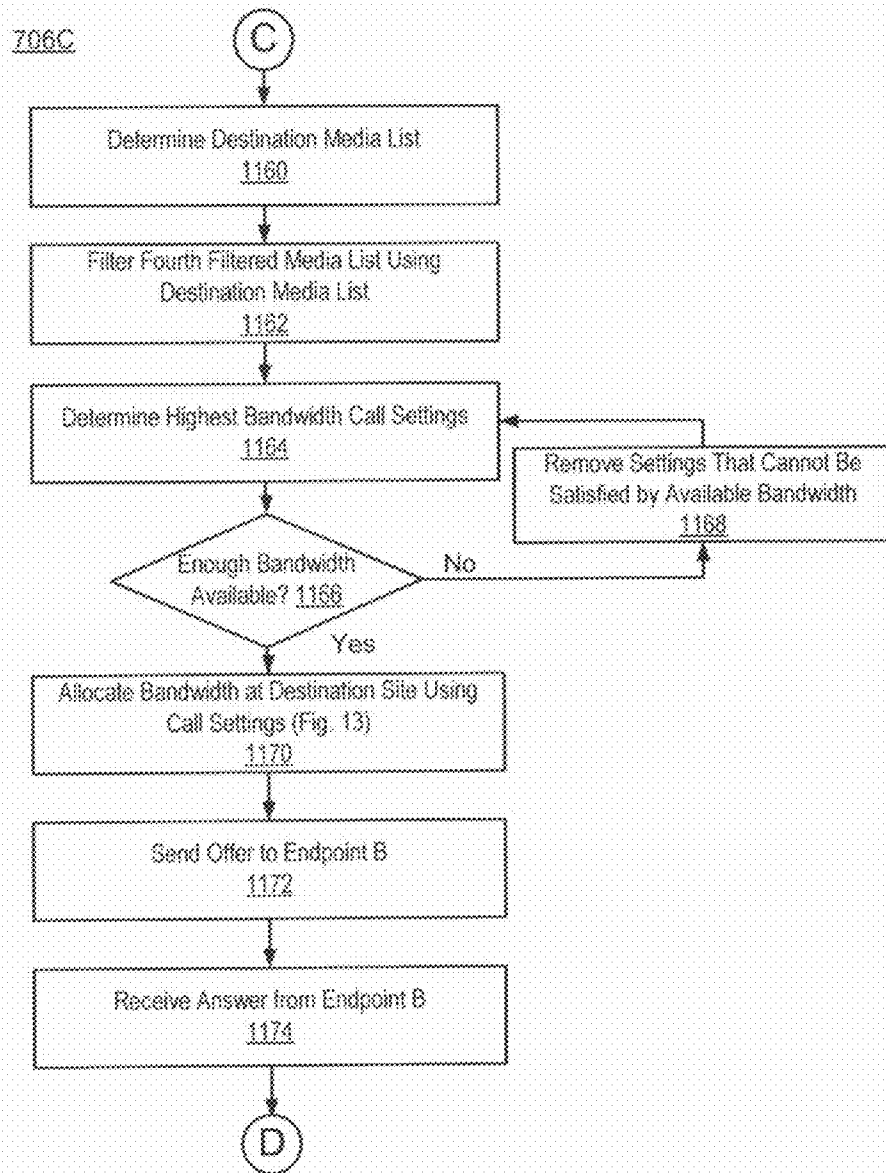 706C
C
Determine Destination Media List
1160
Filter Fourth Filtered Media List Using
Destination Media List
1162
Determine Highest Bandwidth Call Settings
1164
Remove Settings That Cannot Be
Satisfied by Available Bandwidth
1168
Enough Bandwidth
Available? 1166
No
Yes
Allocate Bandwidth at Destination Site Using
Call Settings (Fig. 13)
1170
Send Offer to Endpoint B
1172
Receive Answer from Endpoint B
1174
D